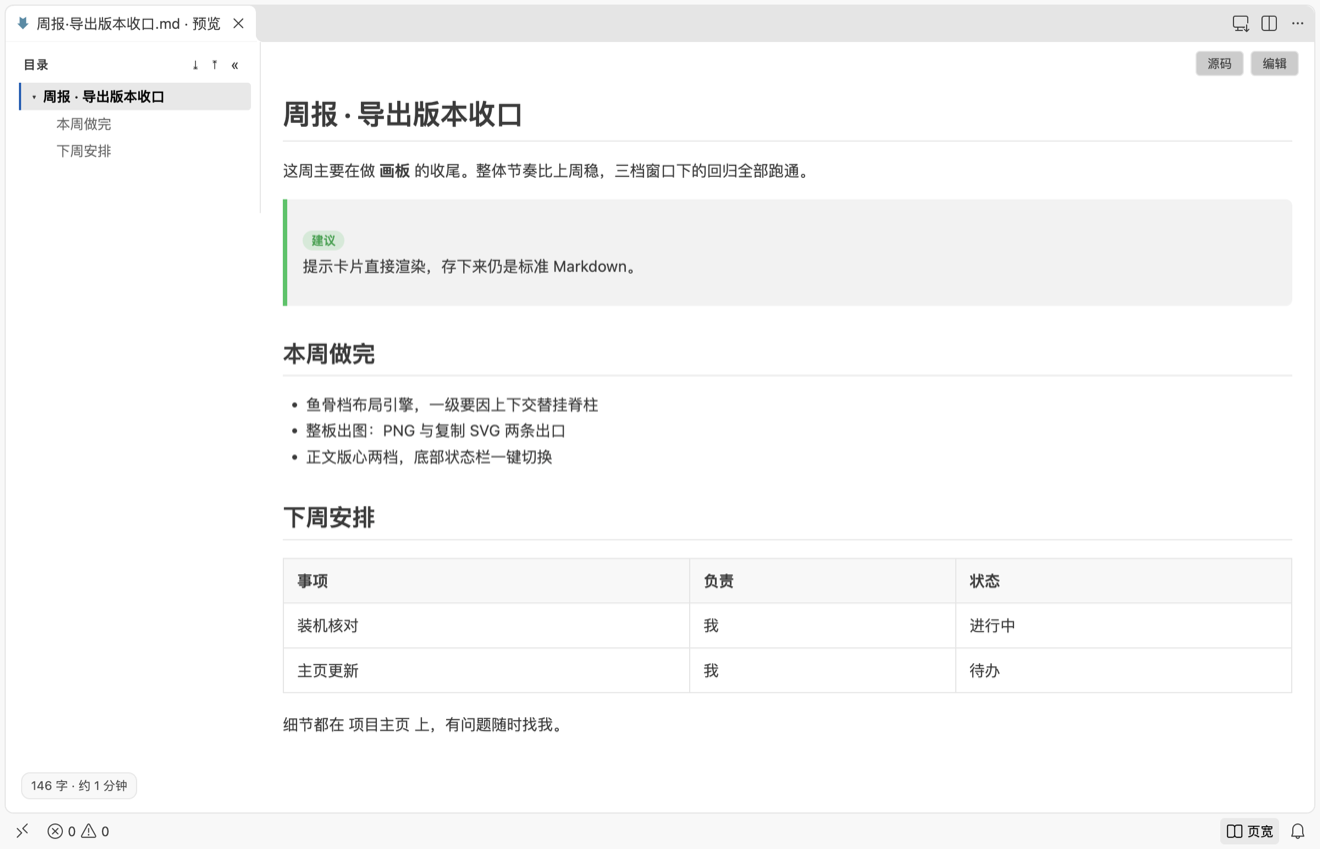 周报·导出版本收口.md · 预览
目录
源码 编辑
周报 · 导出版本收口
本周做完
下周安排
周报 · 导出版本收口
这周主要在做 画板 的收尾。整体节奏比上周稳，三档窗口下的回归全部跑通。
建议
提示卡片直接渲染，存下来仍是标准 Markdown。
本周做完
鱼骨档布局引擎，一级要因上下交替挂脊柱
整板出图：PNG 与复制 SVG 两条出口
正文版心两档，底部状态栏一键切换
下周安排
事项 负责 状态
装机核对 我 进行中
主页更新 我 待办
细节都在 项目主页 上，有问题随时找我。
146 字 · 约 1 分钟
0 0
页宽